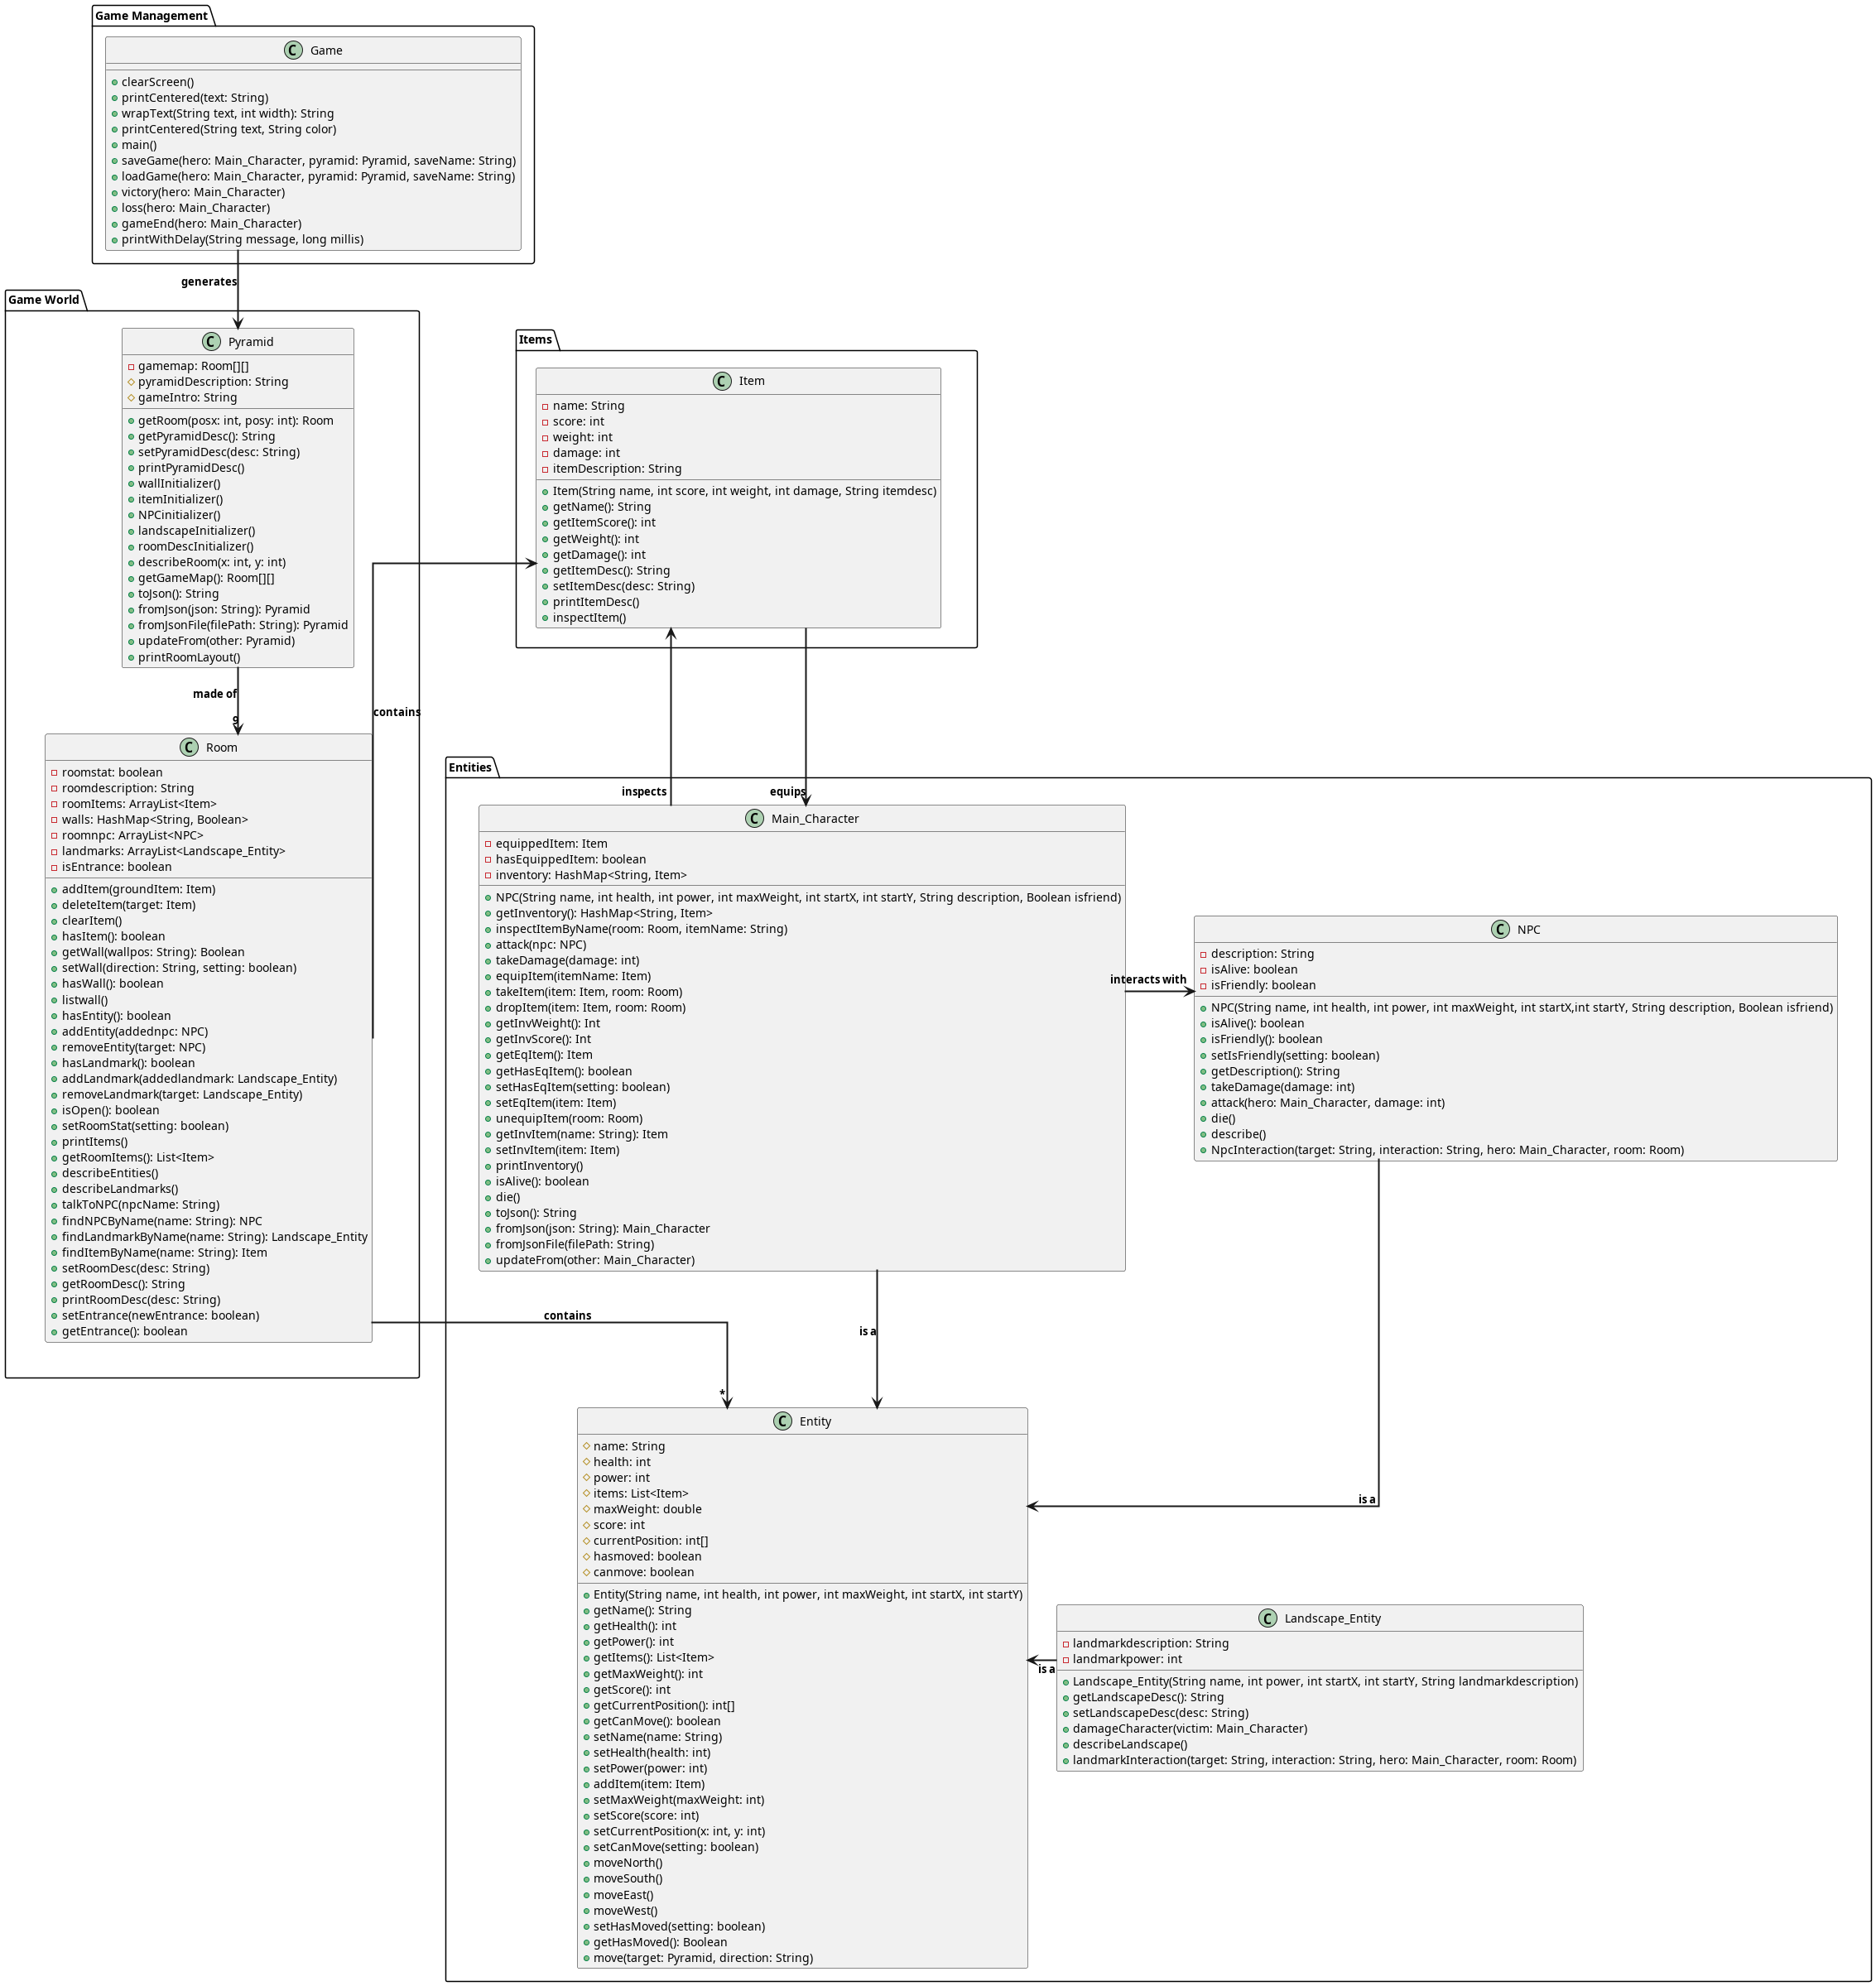 Game Management
Game
clearScreen()
printCentered(text: String)
wrapText(String text, int width): String
printCentered(String text, String color)
main()
saveGame(hero: Main_Character, pyramid: Pyramid, saveName: String)
loadGame(hero: Main_Character, pyramid: Pyramid, saveName: String)
victory(hero: Main_Character)
loss(hero: Main_Character)
gameEnd(hero: Main_Character)
printWithDelay(String message, long millis)
generates
Game World
Pyramid
gamemap: Room[][]
pyramidDescription: String
gameIntro: String
getRoom(posx: int, posy: int): Room
getPyramidDesc(): String
setPyramidDesc(desc: String)
printPyramidDesc()
wallInitializer()
itemInitializer()
NPCinitializer()
landscapeInitializer()
roomDescInitializer()
describeRoom(x: int, y: int)
getGameMap(): Room[][]
toJson(): String
fromJson(json: String): Pyramid
fromJsonFile(filePath: String): Pyramid
updateFrom(other: Pyramid)
printRoomLayout()
made of
9
contains
Room
roomstat: boolean
roomdescription: String
roomItems: ArrayList<Item>
walls: HashMap<String, Boolean>
roomnpc: ArrayList<NPC>
landmarks: ArrayList<Landscape_Entity>
isEntrance: boolean
addItem(groundItem: Item)
deleteItem(target: Item)
clearItem()
hasItem(): boolean
getWall(wallpos: String): Boolean
setWall(direction: String, setting: boolean)
hasWall(): boolean
listwall()
hasEntity(): boolean
addEntity(addednpc: NPC)
removeEntity(target: NPC)
hasLandmark(): boolean
addLandmark(addedlandmark: Landscape_Entity)
removeLandmark(target: Landscape_Entity)
isOpen(): boolean
setRoomStat(setting: boolean)
printItems()
getRoomItems(): List<Item>
describeEntities()
describeLandmarks()
talkToNPC(npcName: String)
findNPCByName(name: String): NPC
findLandmarkByName(name: String): Landscape_Entity
findItemByName(name: String): Item
setRoomDesc(desc: String)
getRoomDesc(): String
printRoomDesc(desc: String)
setEntrance(newEntrance: boolean)
getEntrance(): boolean
contains
*
Items
Item
name: String
score: int
weight: int
damage: int
itemDescription: String
Item(String name, int score, int weight, int damage, String itemdesc)
getName(): String
getItemScore(): int
getWeight(): int
getDamage(): int
getItemDesc(): String
setItemDesc(desc: String)
printItemDesc()
inspectItem()
inspects
equips
Entities
Main_Character
equippedItem: Item
hasEquippedItem: boolean
inventory: HashMap<String, Item>
NPC(String name, int health, int power, int maxWeight, int startX, int startY, String description, Boolean isfriend)
getInventory(): HashMap<String, Item>
inspectItemByName(room: Room, itemName: String)
attack(npc: NPC)
takeDamage(damage: int)
equipItem(itemName: Item)
takeItem(item: Item, room: Room)
dropItem(item: Item, room: Room)
getInvWeight(): Int
getInvScore(): Int
getEqItem(): Item
getHasEqItem(): boolean
setHasEqItem(setting: boolean)
setEqItem(item: Item)
unequipItem(room: Room)
getInvItem(name: String): Item
setInvItem(item: Item)
printInventory()
isAlive(): boolean
die()
toJson(): String
fromJson(json: String): Main_Character
fromJsonFile(filePath: String)
updateFrom(other: Main_Character)
interacts with
is a
NPC
description: String
isAlive: boolean
isFriendly: boolean
NPC(String name, int health, int power, int maxWeight, int startX,int startY, String description, Boolean isfriend)
isAlive(): boolean
isFriendly(): boolean
setIsFriendly(setting: boolean)
getDescription(): String
takeDamage(damage: int)
attack(hero: Main_Character, damage: int)
die()
describe()
NpcInteraction(target: String, interaction: String, hero: Main_Character, room: Room)
is a
Entity
name: String
health: int
power: int
items: List<Item>
maxWeight: double
score: int
currentPosition: int[]
hasmoved: boolean
canmove: boolean
Entity(String name, int health, int power, int maxWeight, int startX, int startY)
getName(): String
getHealth(): int
getPower(): int
getItems(): List<Item>
getMaxWeight(): int
getScore(): int
getCurrentPosition(): int[]
getCanMove(): boolean
setName(name: String)
setHealth(health: int)
setPower(power: int)
addItem(item: Item)
setMaxWeight(maxWeight: int)
setScore(score: int)
setCurrentPosition(x: int, y: int)
setCanMove(setting: boolean)
moveNorth()
moveSouth()
moveEast()
moveWest()
setHasMoved(setting: boolean)
getHasMoved(): Boolean
move(target: Pyramid, direction: String)
is a
Landscape_Entity
landmarkdescription: String
landmarkpower: int
Landscape_Entity(String name, int power, int startX, int startY, String landmarkdescription)
getLandscapeDesc(): String
setLandscapeDesc(desc: String)
damageCharacter(victim: Main_Character)
describeLandscape()
landmarkInteraction(target: String, interaction: String, hero: Main_Character, room: Room)